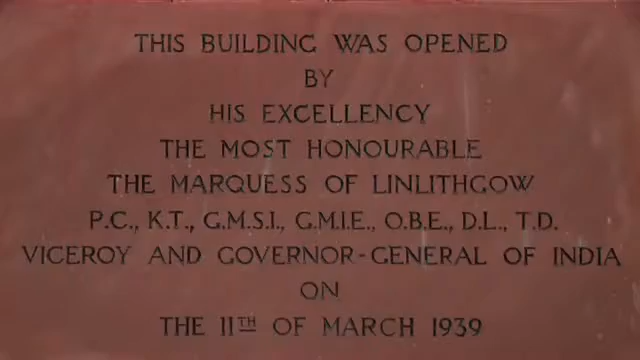 THIS BUILDING WAS OPENED
BY
HIS EXCELLENCY
THE MOST HONOURABLE
THE MARQUESS OF LINLITHGOW
P.C., K.T., G.M.S.I., G.M.I.E., O.B.E., D.L., T.D.
VICEROY AND GOVERNOR-GENERAL OF INDIA
ON
THE 11TH OF MARCH 1939